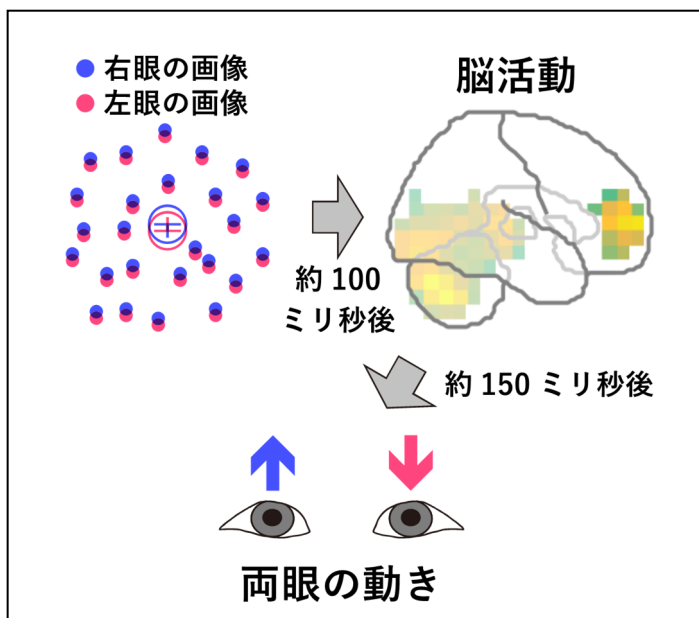 右眼の画像
左眼の画像
脳活動
約 100
ミリ秒後
約 150 ミリ秒後
両眼の動き